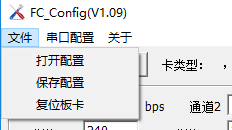 FC_Config(V1.09)
文件 串口配置 关于
打开配置
卡类型： ，
保存配置
复位板卡
bps 通道2